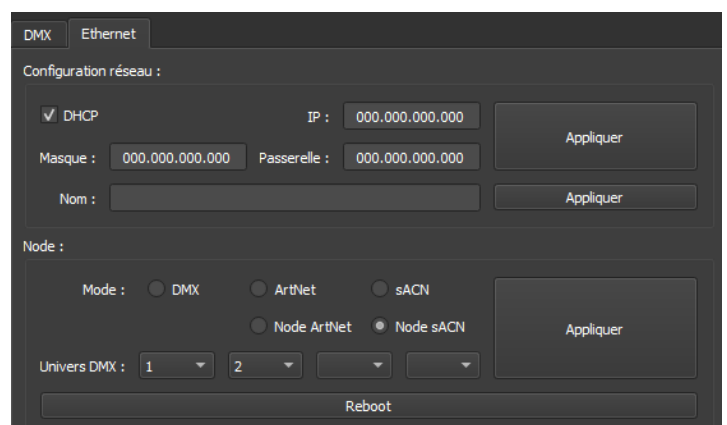 DMX Ethernet
Configuration réseau :
DHCP IP : 000.000.000.000
Appliquer
Masque : 000.000.000.000 Passerelle : 000.000.000.000
Nom : Appliquer
Node :
Mode : DMX ArtNet sACN
Node ArtNet Node sACN Appliquer
Univers DMX : 1 2
Reboot